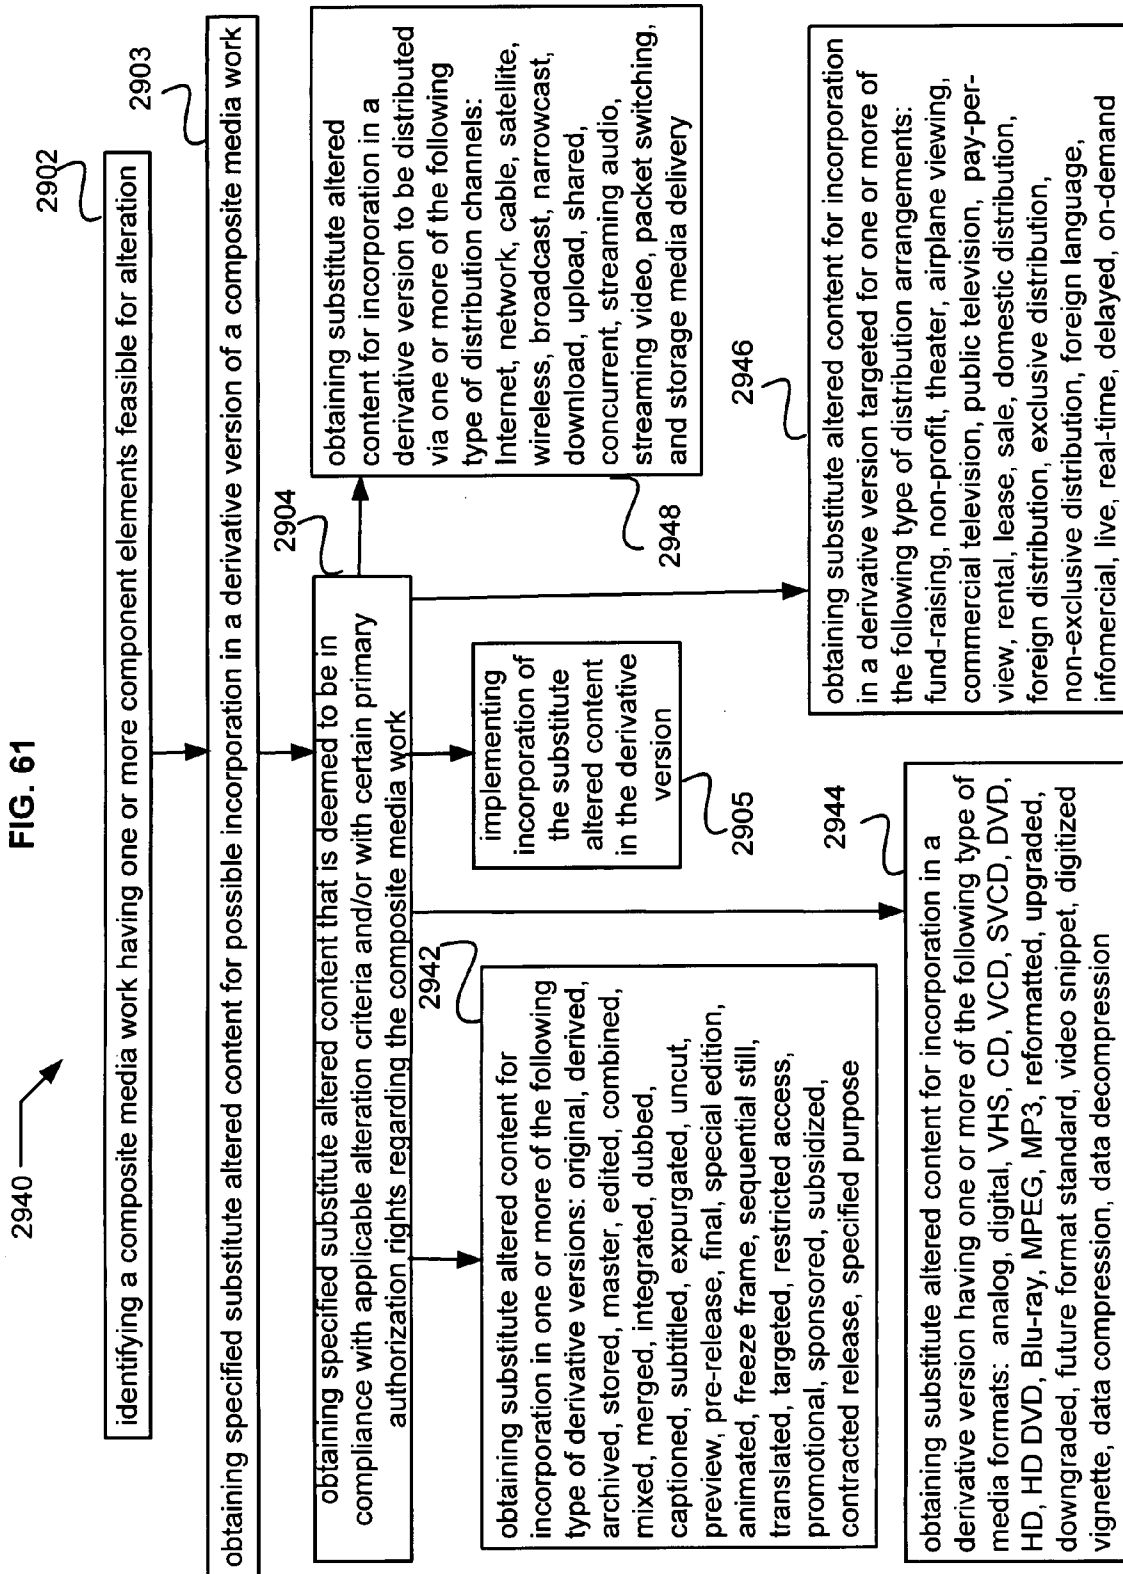 FIG. 61
2940
2902
identifying a composite media work having one or more component elements feasible for alteration
2903
obtaining specified substitute altered content for possible incorporation in a derivative version of a composite media work
2904
obtaining specified substitute altered content that is deemed to be in
compliance with applicable alteration criteria and/or with certain primary
authorization rights regarding the composite media work
obtaining substitute altered
content for incorporation in a
derivative version to be distributed
via one or more of the following
type of distribution channels:
Internet, network, cable, satellite,
wireless, broadcast, narrowcast,
download, upload, shared,
concurrent, streaming audio,
streaming video, packet switching,
and storage media delivery
2948
2942
obtaining substitute altered content for
incorporation in one or more of the following
type of derivative versions: original, derived,
archived, stored, master, edited, combined,
mixed, merged, integrated, dubbed,
captioned, subtitled, expurgated, uncut,
preview, pre-release, final, special edition,
animated, freeze frame, sequential still,
translated, targeted, restricted access,
promotional, sponsored, subsidized,
contracted release, specified purpose
implementing
incorporation of
the substitute
altered content
in the derivative
version
2905
2946
obtaining substitute altered content for incorporation
in a derivative version targeted for one or more of
the following type of distribution arrangements:
fund-raising, non-profit, theater, airplane viewing,
commercial television, public television, pay-per-
view, rental, lease, sale, domestic distribution,
foreign distribution, exclusive distribution,
non-exclusive distribution, foreign language,
infomercial, live, real-time, delayed, on-demand
2944
obtaining substitute altered content for incorporation in a
derivative version having one or more of the following type of
media formats: analog, digital, VHS, CD, VCD, SVCD, DVD,
HD, HD DVD, Blu-ray, MPEG, MP3, reformatted, upgraded,
downgraded, future format standard, video snippet, digitized
vignette, data compression, data decompression